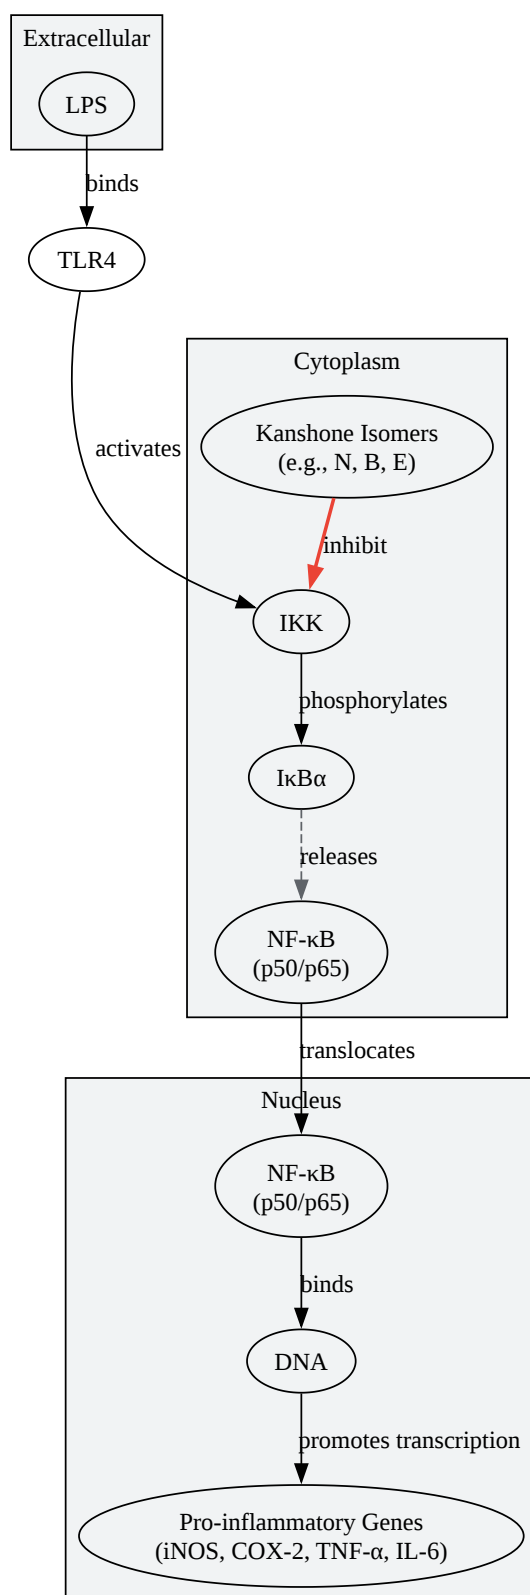 Extracellular
LPS
binds
TLR4
Cytoplasm
Kanshone Isomers
(e.g., N, B, E)
activates
inhibit
IKK
phosphorylates
IκBα
releases
NF-κB
(p50/p65)
translocates
Nucleus
NF-κB
(p50/p65)
binds
DNA
promotes transcription
Pro-inflammatory Genes
(iNOS, COX-2, TNF-α, IL-6)